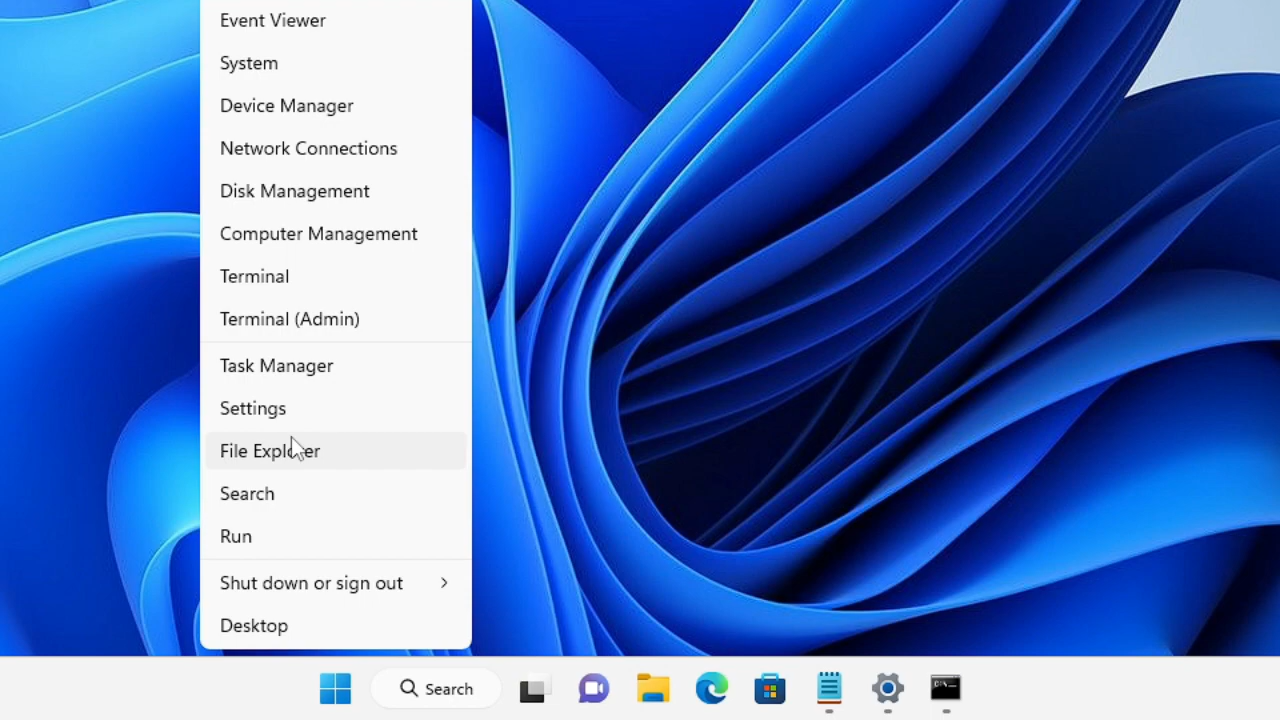 Event Viewer
System
Device Manager
Network Connections
Disk Management
Computer Management
Terminal
Terminal (Admin)
Task Manager
Settings
File Explorer
Search
Run
Shut down or sign out
Desktop
Search